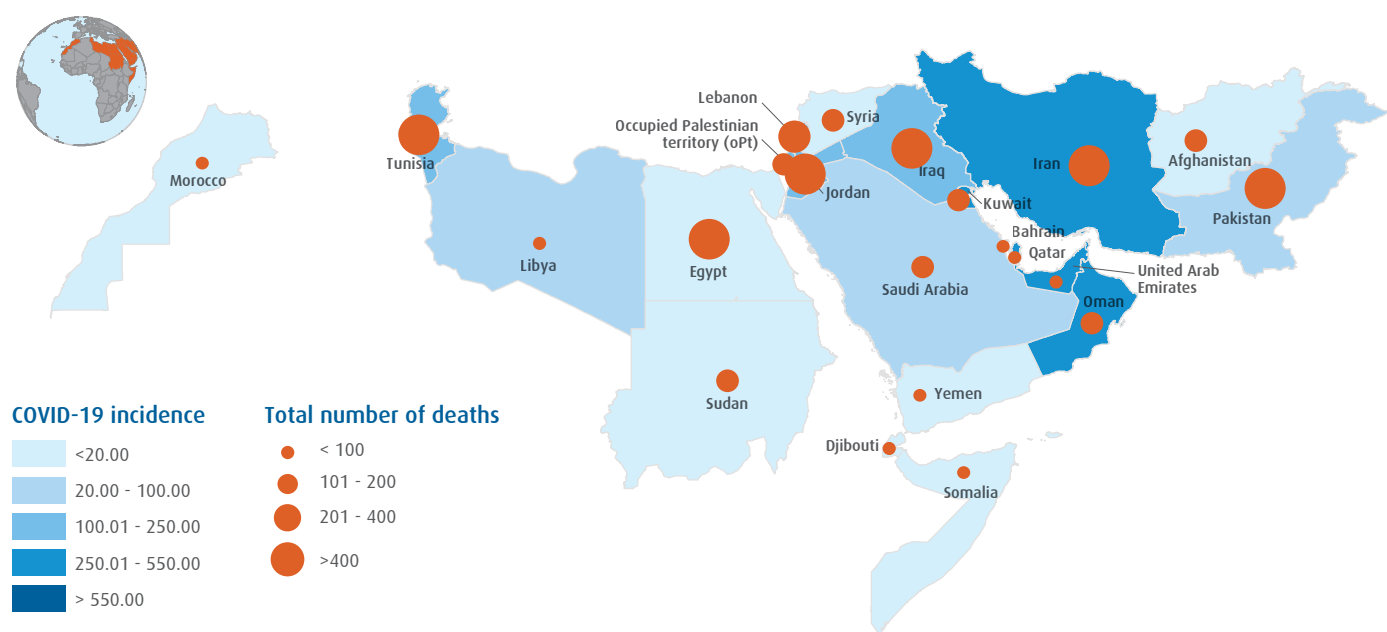 Lebanon
Syria
Occupied Palestinian
territory (oPt)
Tunisia
Iraq
Iran
Afghanistan
Morocco
Jordan
Kuwait
Pakistan
Bahrain
Qatar
Libya
Egypt
United Arab
Emirates
Saudi Arabia
Oman
Sudan
Yemen
Djibouti
Somalia
COVID-19 incidence
<20.00
20.00 - 100.00
100.01 - 250.00
250.01 - 550.00
> 550.00
Total number of deaths
< 100
101 - 200
201 - 400
>400